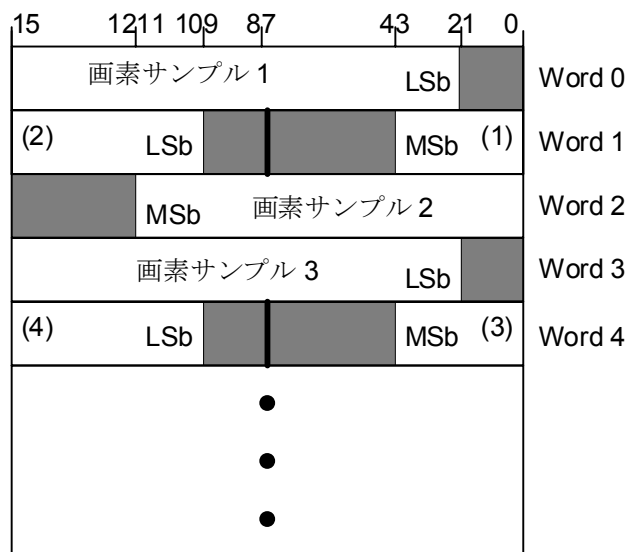 15 1211 109 87 43 21 0
画素サンプル 1 LSb Word 0
(2) LSb MSb (1) Word 1
MSb 画素サンプル 2 Word 2
画素サンプル 3 LSb Word 3
(4) LSb MSb (3) Word 4